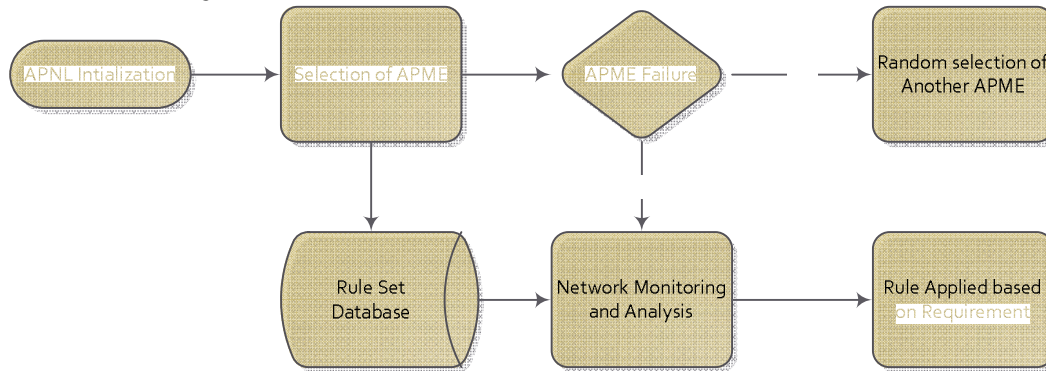 APNL Intialization
Selection of APME
APME Failure
Random selection of
Another APME
Rule Set
Database
Network Monitoring
and Analysis
Rule Applied based
on Requirement